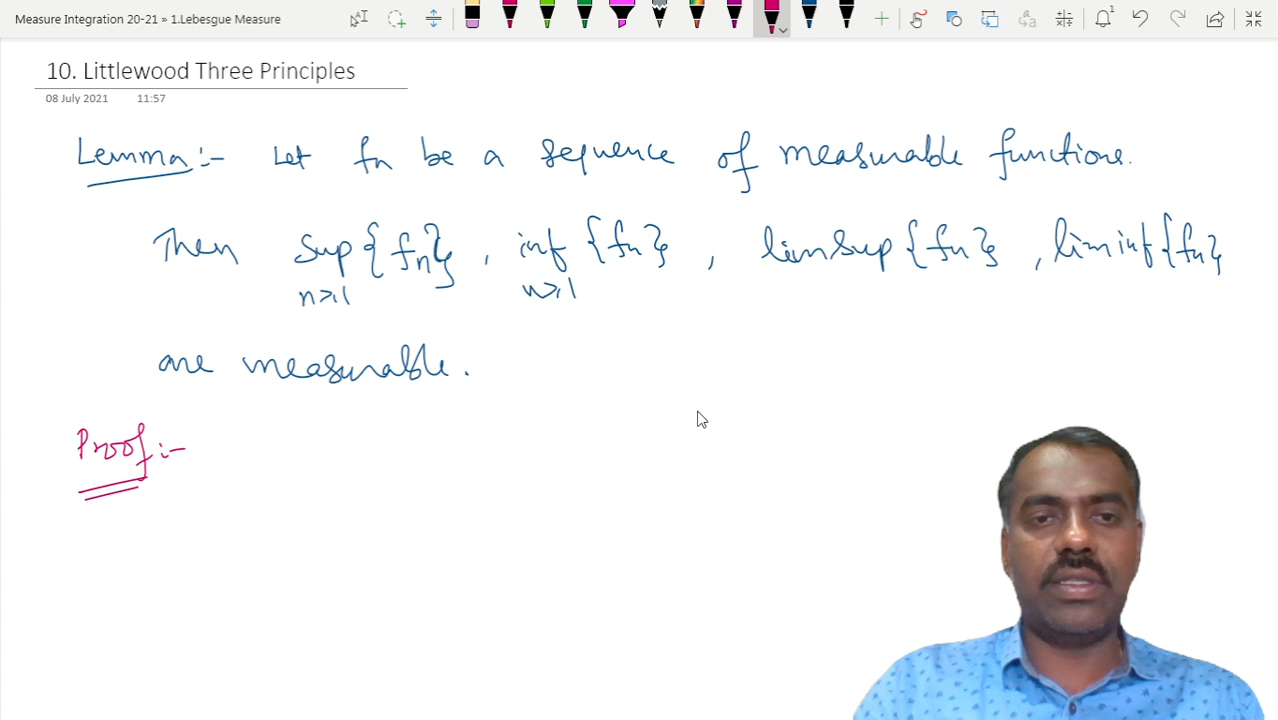 Measure Integration 20-21 » 1.Lebesgue Measure
10. Littlewood Three Principles
08 July 2021 11:57
Lemma :- Let fn be a sequence of measurable functions.
Then sup{fn}, inf{fn}, limsup{fn}, liminf{fn}
n≥1 n≥1
are measurable.
Proof :-